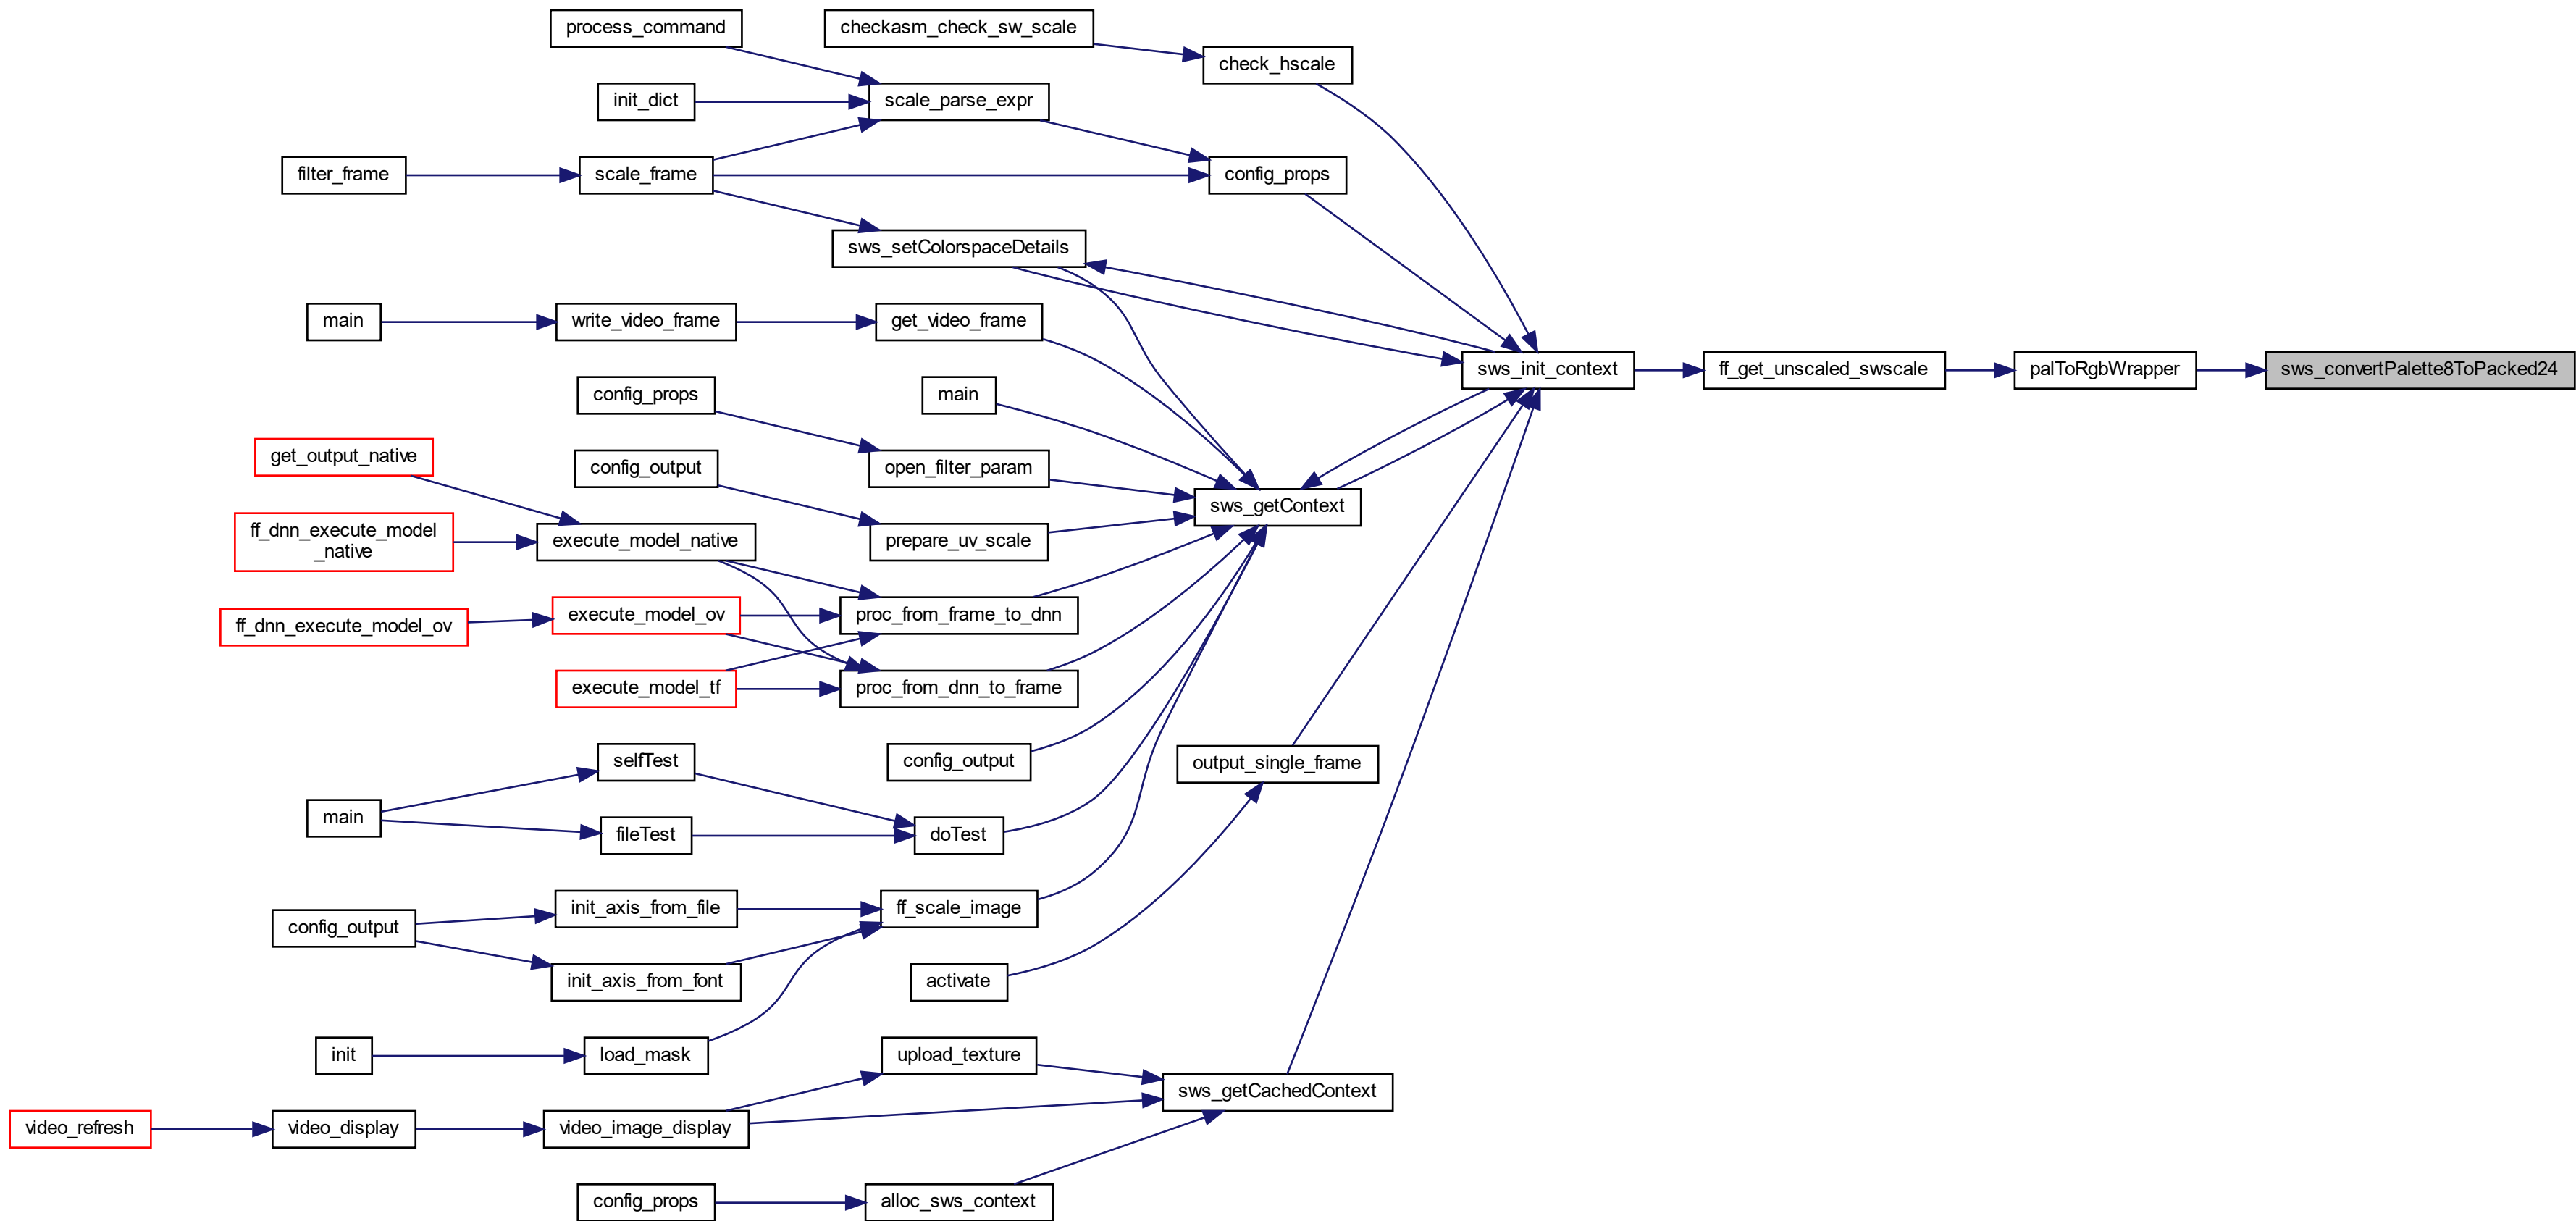 process_command
checkasm_check_sw_scale
check_hscale
init_dict
scale_parse_expr
filter_frame
scale_frame
config_props
sws_setColorspaceDetails
main
write_video_frame
get_video_frame
sws_init_context
ff_get_unscaled_swscale
palToRgbWrapper
sws_convertPalette8ToPacked24
config_props
main
get_output_native
config_output
open_filter_param
sws_getContext
ff_dnn_execute_model
_native
execute_model_native
prepare_uv_scale
ff_dnn_execute_model_ov
execute_model_ov
proc_from_frame_to_dnn
execute_model_tf
proc_from_dnn_to_frame
selfTest
config_output
output_single_frame
main
fileTest
doTest
config_output
init_axis_from_file
ff_scale_image
init_axis_from_font
activate
init
load_mask
upload_texture
sws_getCachedContext
video_refresh
video_display
video_image_display
config_props
alloc_sws_context